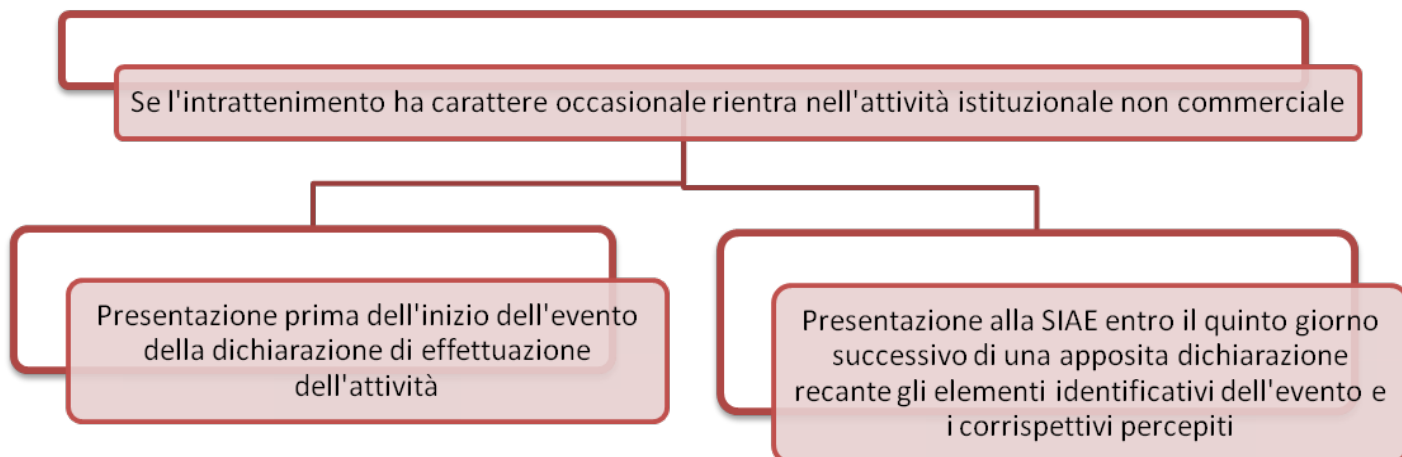 Se l'intrattenimento ha carattere occasionale rientra nell'attività istituzionale non commerciale
Presentazione prima dell'inizio dell'evento
della dichiarazione di effettuazione
dell'attività
Presentazione alla SIAE entro il quinto giorno
successivo di una apposita dichiarazione
recante gli elementi identificativi dell'evento e
i corrispettivi percepiti